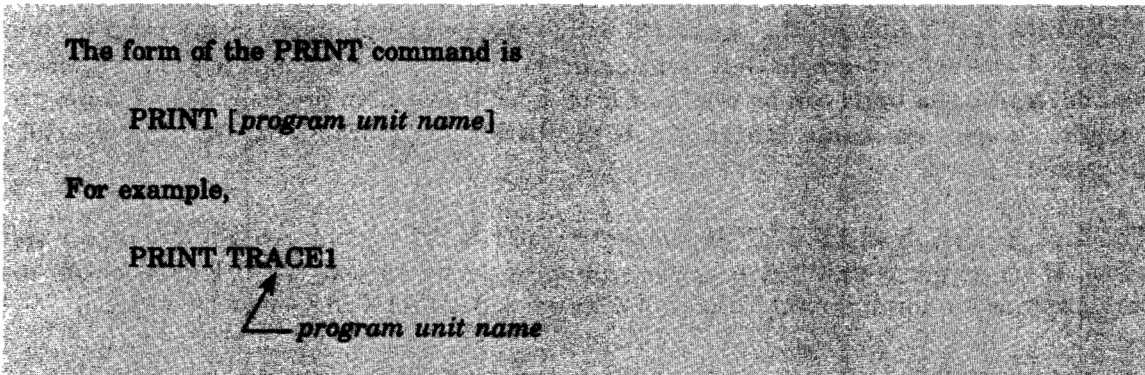 The form of the PRINT command is
PRINT [program unit name]
For example,
PRINT TRACE1
program unit name